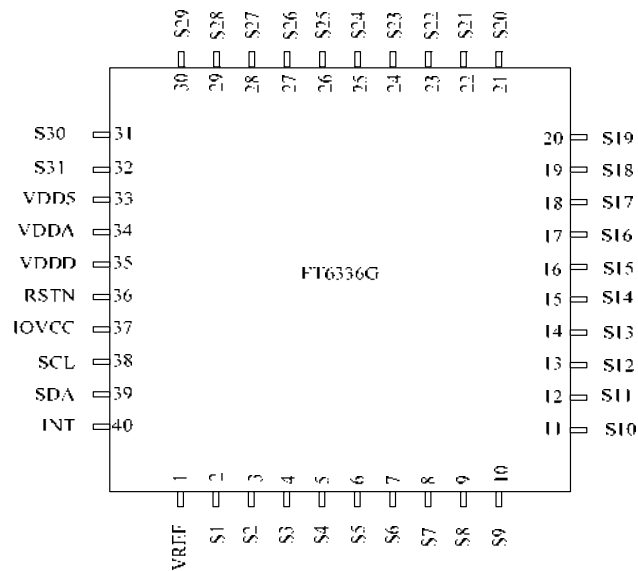 S29 S28 S27 S26 S25 S24 S23 S22 S21 S20
30 29 28 27 26 25 24 23 22 21
S30 31 20 S19
S31 32 19 S18
VDD5 33 18 S17
VDDA 34 17 S16
VDDD 35 16 S15
FT6336G
RSTN 36 15 S14
IOVCC 37 14 S13
SCL 38 13 S12
SDA 39 12 S11
INT 40 11 S10
1 2 3 4 5 6 7 8 9 10
VREF S1 S2 S3 S4 S5 S6 S7 S8 S9